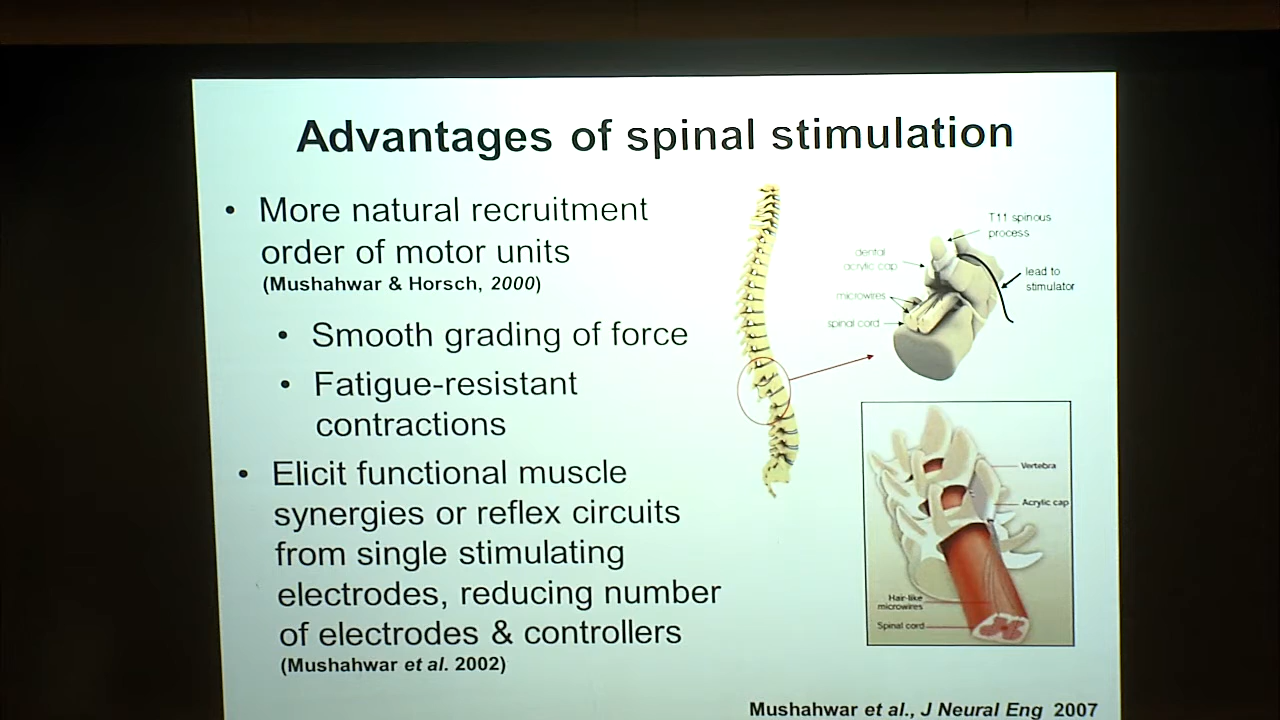 Advantages of spinal stimulation
• More natural recruitment
order of motor units
(Mushahwar & Horsch, 2000)
• Smooth grading of force
• Fatigue-resistant
contractions
• Elicit functional muscle
synergies or reflex circuits
from single stimulating
electrodes, reducing number
of electrodes & controllers
(Mushahwar et al. 2002)
T11 spinous
process
dental
acrylic cap
lead to
stimulator
microwires
spinal cord
Vertebra
Acrylic cap
Hair-like
microwires
Spinal cord
Mushahwar et al., J Neural Eng 2007